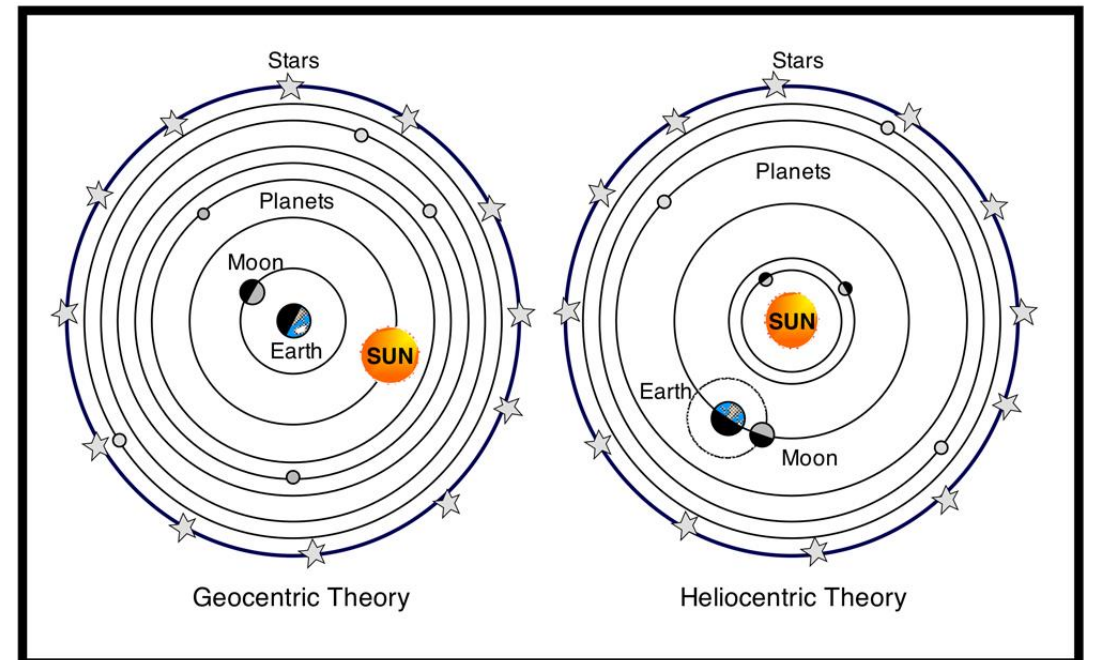 Stars
Planets
Moon
Earth
SUN
Geocentric Theory
Stars
Planets
SUN
Earth
Moon
Heliocentric Theory